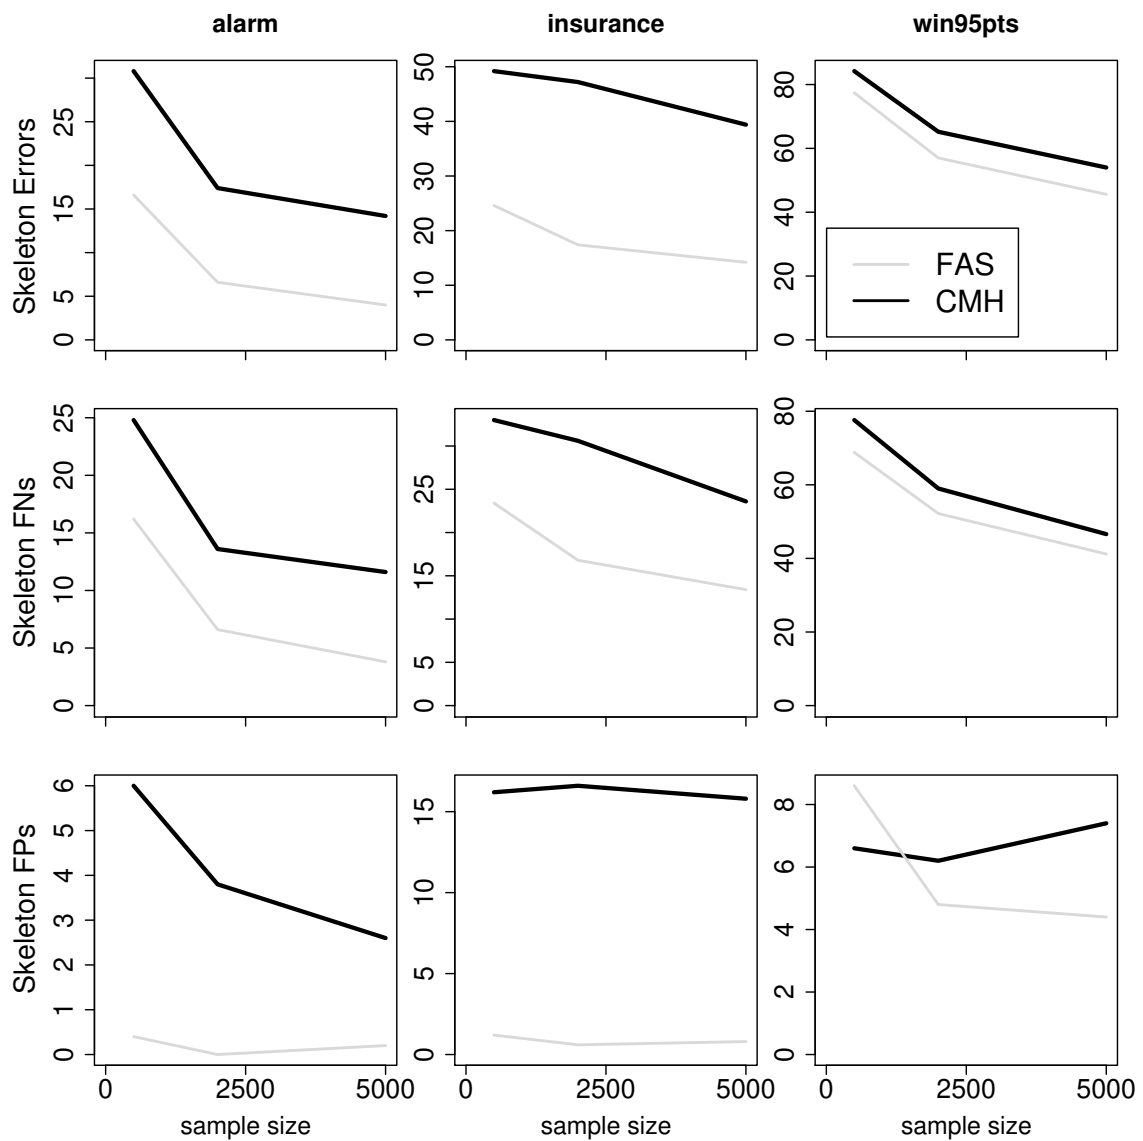 alarm insurance win95pts
Skeleton Errors
0 5 15 25
0 10 20 30 40 50
0 20 40 60 80
FAS
CMH
Skeleton FNs
0 5 10 15 20 25
0 5 15 25
0 20 40 60 80
Skeleton FPs
0 1 2 3 4 5 6
0 5 10 15
0 2 4 6 8
0 2500 5000 0 2500 5000 0 2500 5000
sample size sample size sample size